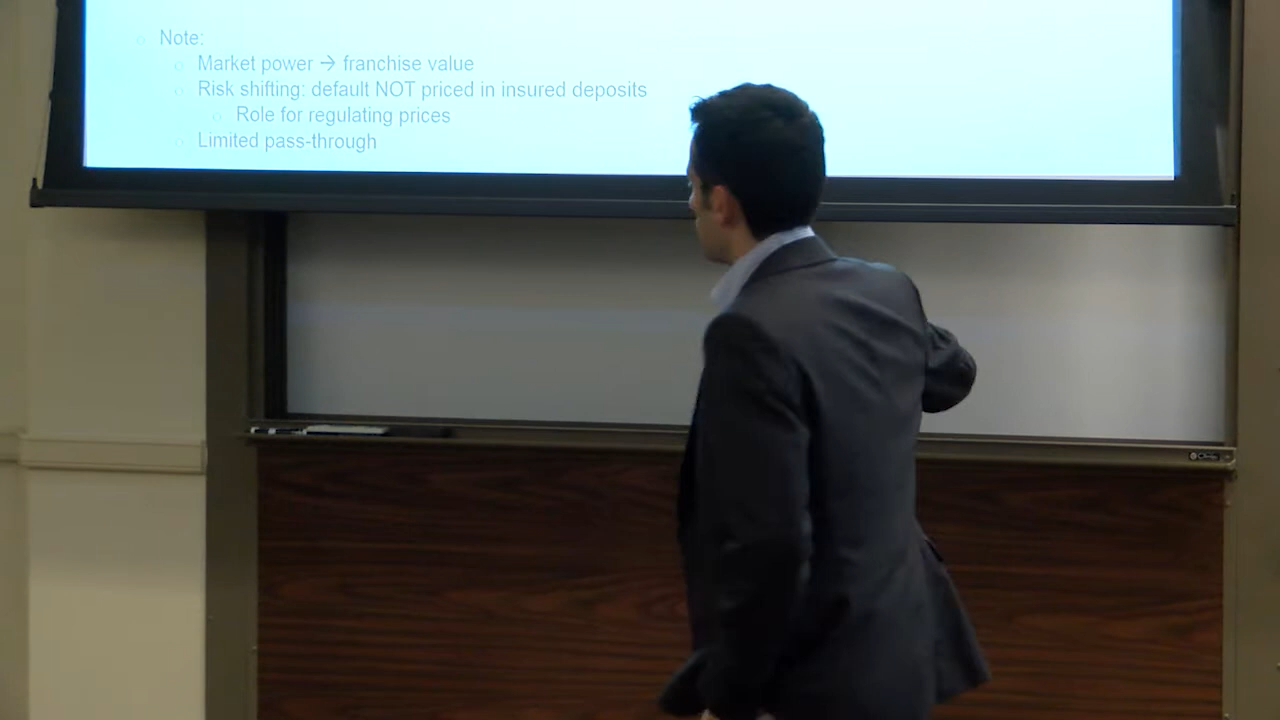 Note:
Market power → franchise value
Risk shifting: default NOT priced in insured deposits
Role for regulating prices
Limited pass-through